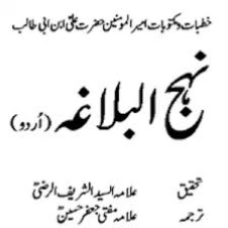 خطبات و مکتوبات امیر المومنین حضرت علی ابن ابی طالب
نہج البلاغہ (اُردو)
تحقیق علامہ السید الشریف الرضیؒ
ترجمہ علامہ مفتی جعفر حسینؒ